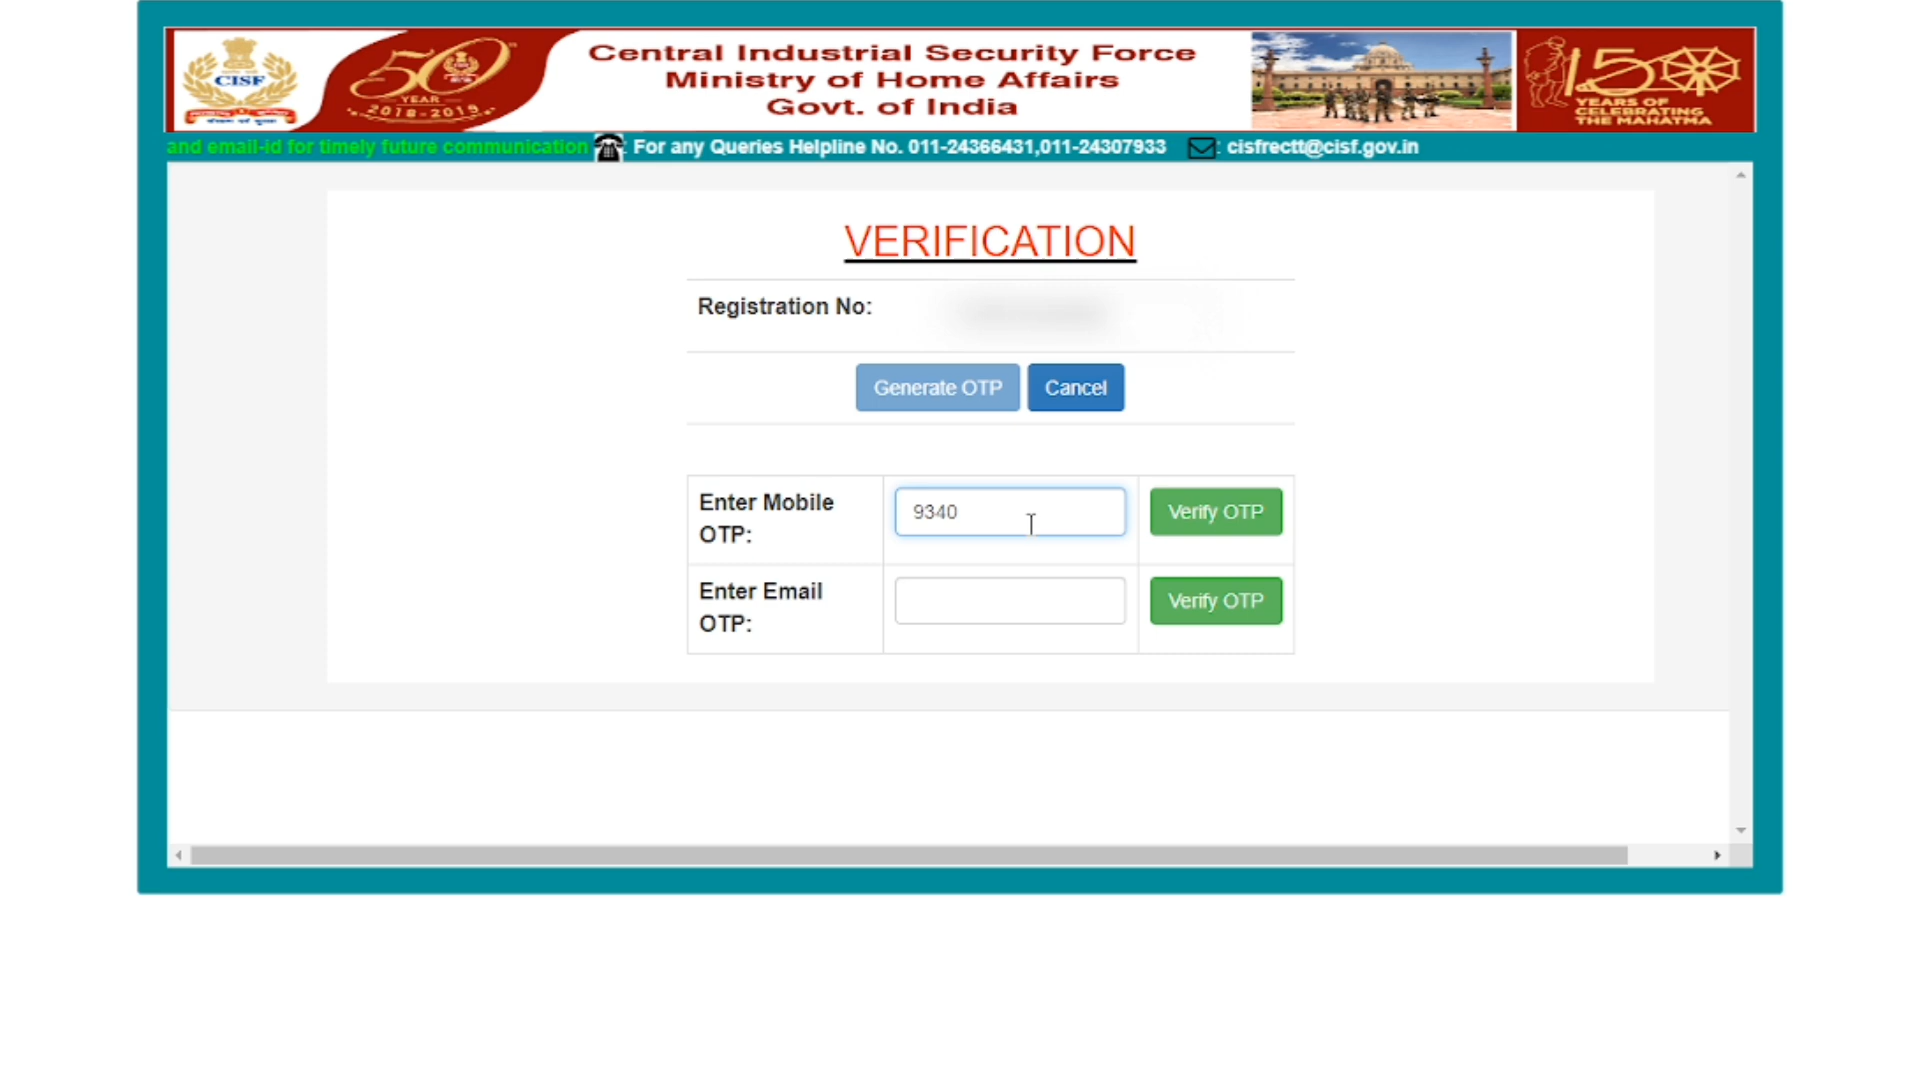 CISF
50
YEAR
2018-2019
Central Industrial Security Force
Ministry of Home Affairs
Govt. of India
150
YEARS OF
CELEBRATING
THE MAHATMA
and email-id for timely future communication : For any Queries Helpline No. 011-24366431,011-24307933 : cisfrectt@cisf.gov.in
VERIFICATION
Registration No:
Generate OTP Cancel
Enter Mobile OTP: 9340 Verify OTP
Enter Email OTP: Verify OTP